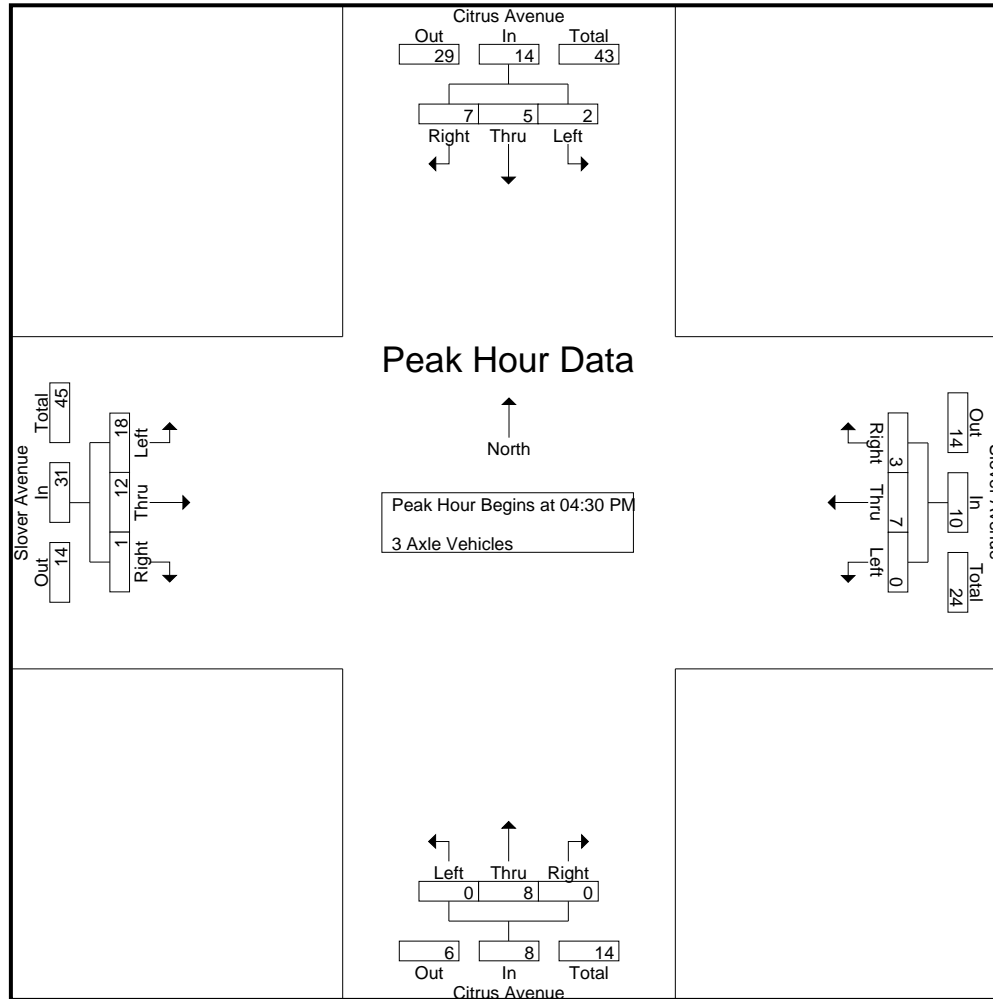 Citrus Avenue
Out In Total
29 14 43
7 5 2
Right Thru Left
Peak Hour Data
North
Peak Hour Begins at 04:30 PM
3 Axle Vehicles
Slover Avenue
Total In Out
45 31 14
18 12 1
Left Thru Right
Right Thru Left
3 7 0
14 10 24
Out In Total
Slover Avenue
Left Thru Right
0 8 0
6 8 14
Out In Total
Citrus Avenue